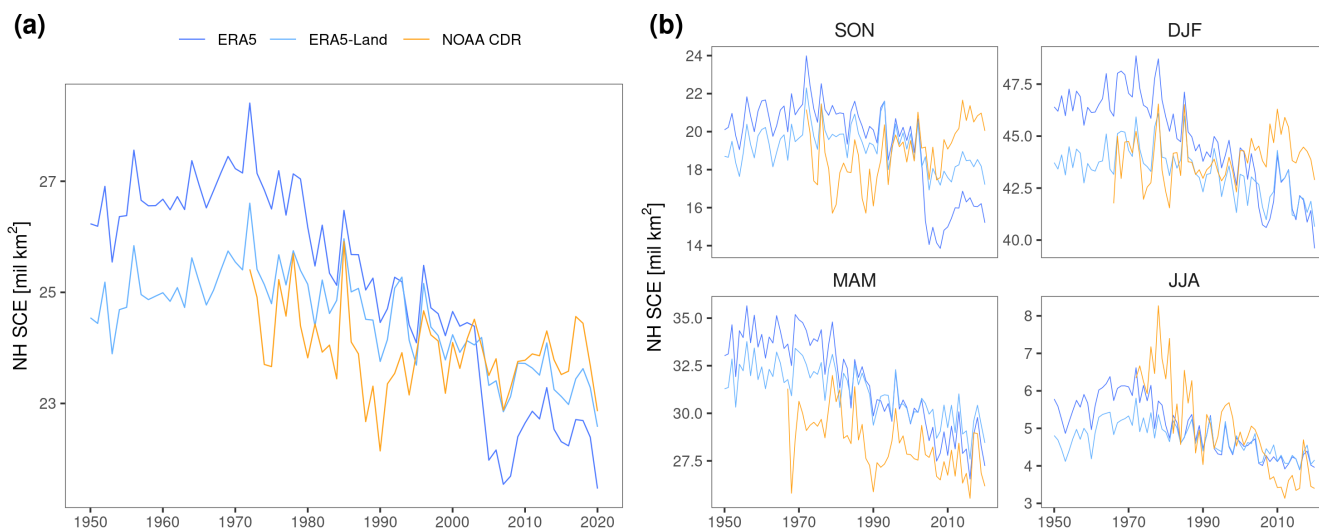 (a)
ERA5 ERA5-Land NOAA CDR
NH SCE [mil km²]
27
25
23
1950 1960 1970 1980 1990 2000 2010 2020
(b)
SON
DJF
NH SCE [mil km²]
24
22
20
18
16
14
47.5
45.0
42.5
40.0
MAM
JJA
35.0
32.5
30.0
27.5
8
7
6
5
4
3
1950 1970 1990 2010
1950 1970 1990 2010